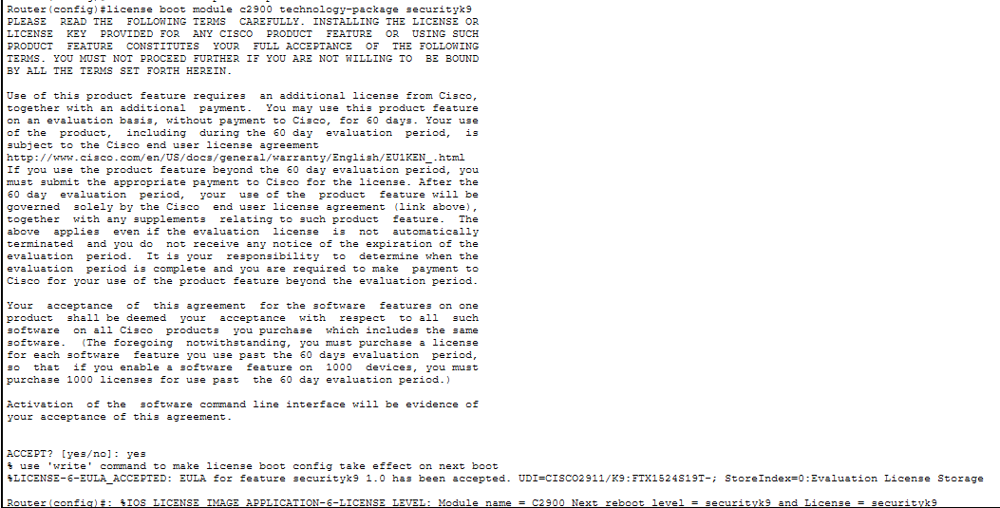 Router(config)#license boot module c2900 technology-package securityk9
PLEASE  READ THE  FOLLOWING TERMS  CAREFULLY. INSTALLING THE LICENSE OR
LICENSE  KEY  PROVIDED FOR  ANY CISCO  PRODUCT  FEATURE  OR  USING SUCH
PRODUCT  FEATURE  CONSTITUTES  YOUR  FULL ACCEPTANCE  OF  THE FOLLOWING
TERMS. YOU MUST NOT PROCEED FURTHER IF YOU ARE NOT WILLING TO  BE BOUND
BY ALL THE TERMS SET FORTH HEREIN.

Use of this product feature requires  an additional license from Cisco,
together with an additional  payment.  You may use this product feature
on an evaluation basis, without payment to Cisco, for 60 days. Your use
of the  product,  including  during the 60 day  evaluation  period,  is
subject to the Cisco end user license agreement
http://www.cisco.com/en/US/docs/general/warranty/English/EU1KEN_.html
If you use the product feature beyond the 60 day evaluation period, you
must submit the appropriate payment to Cisco for the license. After the
60 day  evaluation  period,  your  use of the  product  feature will be
governed  solely by the Cisco  end user license agreement (link above),
together  with any supplements  relating to such product  feature.  The
above  applies  even if the evaluation  license  is  not  automatically
terminated  and you do  not receive any notice of the expiration of the
evaluation  period.  It is your  responsibility  to  determine when the
evaluation  period is complete and you are required to make  payment to
Cisco for your use of the product feature beyond the evaluation period.

Your  acceptance  of  this agreement  for the software  features on one
product  shall be deemed  your  acceptance  with  respect  to all  such
software  on all Cisco  products  you purchase  which includes the same
software.  (The foregoing  notwithstanding, you must purchase a license
for each software  feature you use past the 60 days evaluation  period,
so  that  if you enable a software  feature on  1000  devices, you must
purchase 1000 licenses for use past  the 60 day evaluation period.)

Activation  of the  software command line interface will be evidence of
your acceptance of this agreement.

ACCEPT? [yes/no]: yes
% use 'write' command to make license boot config take effect on next boot
%LICENSE-6-EULA_ACCEPTED: EULA for feature securityk9 1.0 has been accepted. UDI=CISCO2911/K9:FTX1524S19T-; StoreIndex=0:Evaluation License Storage

Router(config)#: %IOS_LICENSE_IMAGE_APPLICATION-6-LICENSE_LEVEL: Module name = C2900 Next reboot level = securityk9 and License = securityk9